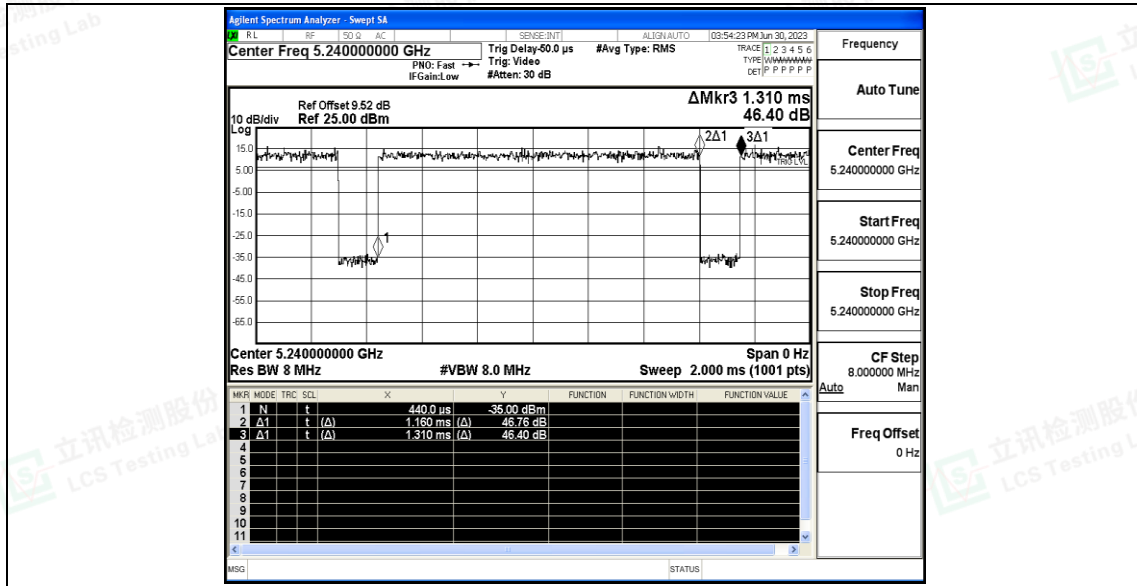 Agilent Spectrum Analyzer - Swept SA
RL RF 50 Ω AC SENSE:INT ALIGN AUTO 03:54:23 PM Jun 30, 2023
Center Freq 5.240000000 GHz
PNO: Fast
IFGain:Low
Trig Delay-50.0 µs
Trig: Video
#Atten: 30 dB
#Avg Type: RMS
TRACE 1 2 3 4 5 6
TYPE
DET P P P P P P
Ref Offset 9.52 dB
10 dB/div Ref 25.00 dBm
Log
ΔMkr3 1.310 ms
46.40 dB
15.0
5.00
-5.00
-15.0
-25.0
-35.0
-45.0
-55.0
-65.0
1
2Δ1
3Δ1
TRIG LVL
Center 5.240000000 GHz Span 0 Hz
Res BW 8 MHz #VBW 8.0 MHz Sweep 2.000 ms (1001 pts)
MKR MODE TRC SCL X Y FUNCTION FUNCTION WIDTH FUNCTION VALUE
1 N t 440.0 µs -35.00 dBm
2 Δ1 t (Δ) 1.160 ms (Δ) 46.76 dB
3 Δ1 t (Δ) 1.310 ms (Δ) 46.40 dB
4
5
6
7
8
9
10
11
MSG STATUS
Frequency
Auto Tune
Center Freq
5.240000000 GHz
Start Freq
5.240000000 GHz
Stop Freq
5.240000000 GHz
CF Step
8.000000 MHz
Auto Man
Freq Offset
0 Hz
立讯检测股份
LCS Testing Lab
立讯检测股份
LCS Testing L